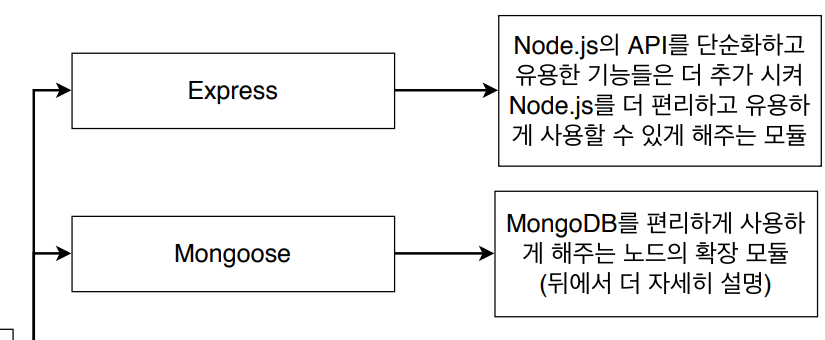 Express
Node.js의 API를 단순화하고
유용한 기능들은 더 추가 시켜
Node.js를 더 편리하고 유용하
게 사용할 수 있게 해주는 모듈
Mongoose
MongoDB를 편리하게 사용하
게 해주는 노드의 확장 모듈
(뒤에서 더 자세히 설명)